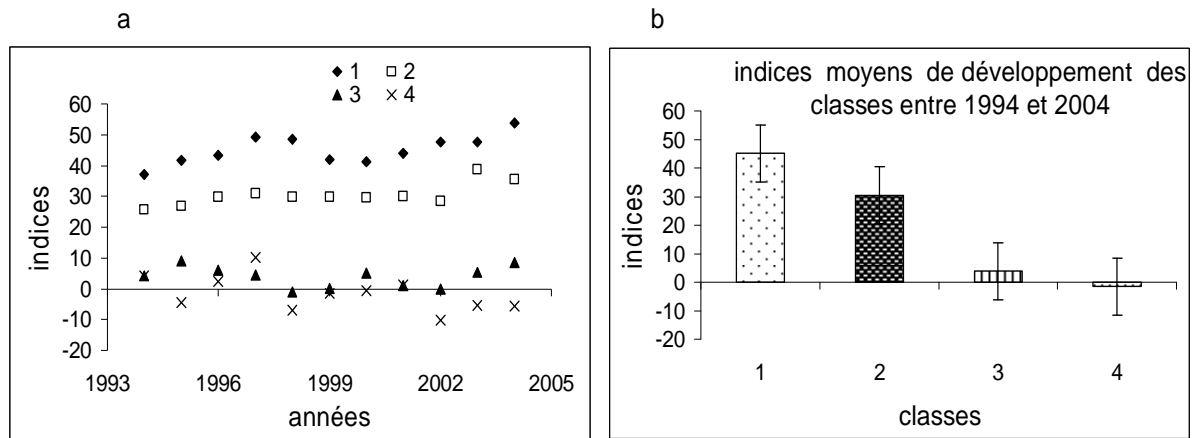 a
1 2
3 4
60
50
40
30
20
10
0
-10
-20
indices
1993 1996 1999 2002 2005
années
b
indices moyens de développement des
classes entre 1994 et 2004
60
50
40
30
20
10
0
-10
-20
indices
1 2 3 4
classes